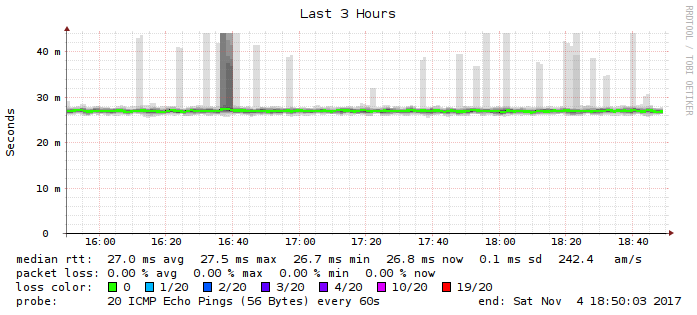 Last 3 Hours
RRDTOOL / TOBI OETIKER
Seconds
40 m
30 m
20 m
10 m
0
16:00 16:20 16:40 17:00 17:20 17:40 18:00 18:20 18:40
median rtt: 27.0 ms avg 27.5 ms max 26.7 ms min 26.8 ms now 0.1 ms sd 242.4 am/s
packet loss: 0.00 % avg 0.00 % max 0.00 % min 0.00 % now
loss color: 0 1/20 2/20 3/20 4/20 10/20 19/20
probe: 20 ICMP Echo Pings (56 Bytes) every 60s end: Sat Nov 4 18:50:03 2017